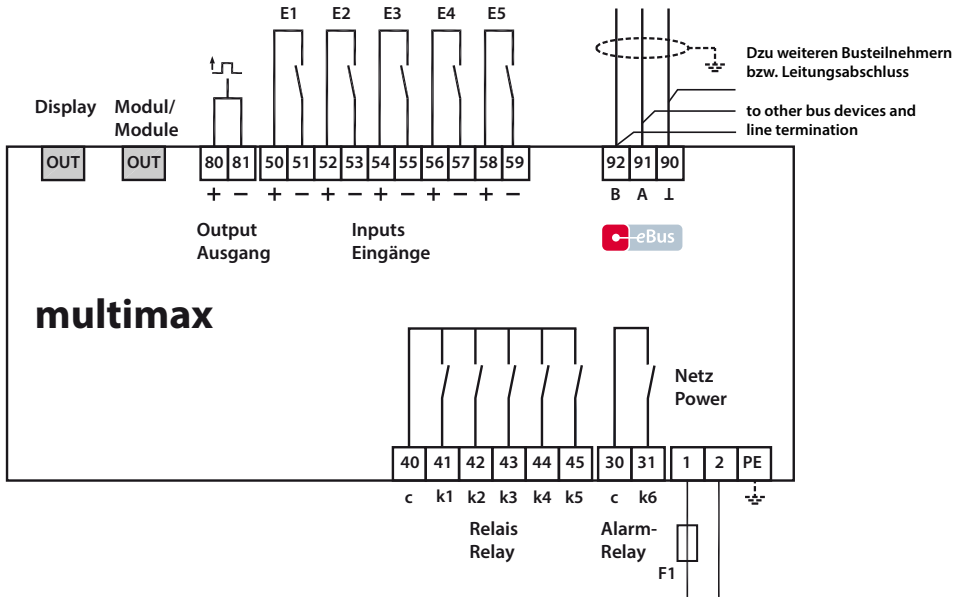 E1 E2 E3 E4 E5
Dzu weiteren Busteilnehmern
bzw. Leitungsabschluss
to other bus devices and
line termination
Display
Modul/
Module
OUT OUT
80 81 50 51 52 53 54 55 56 57 58 59
92 91 90
+ − + − + − + − + − + −
B A ⊥
Output
Ausgang
Inputs
Eingänge
eBus
multimax
Netz
Power
40 41 42 43 44 45 30 31 1 2 PE
c k1 k2 k3 k4 k5 c k6
Relais
Relay
Alarm-
Relay
F1